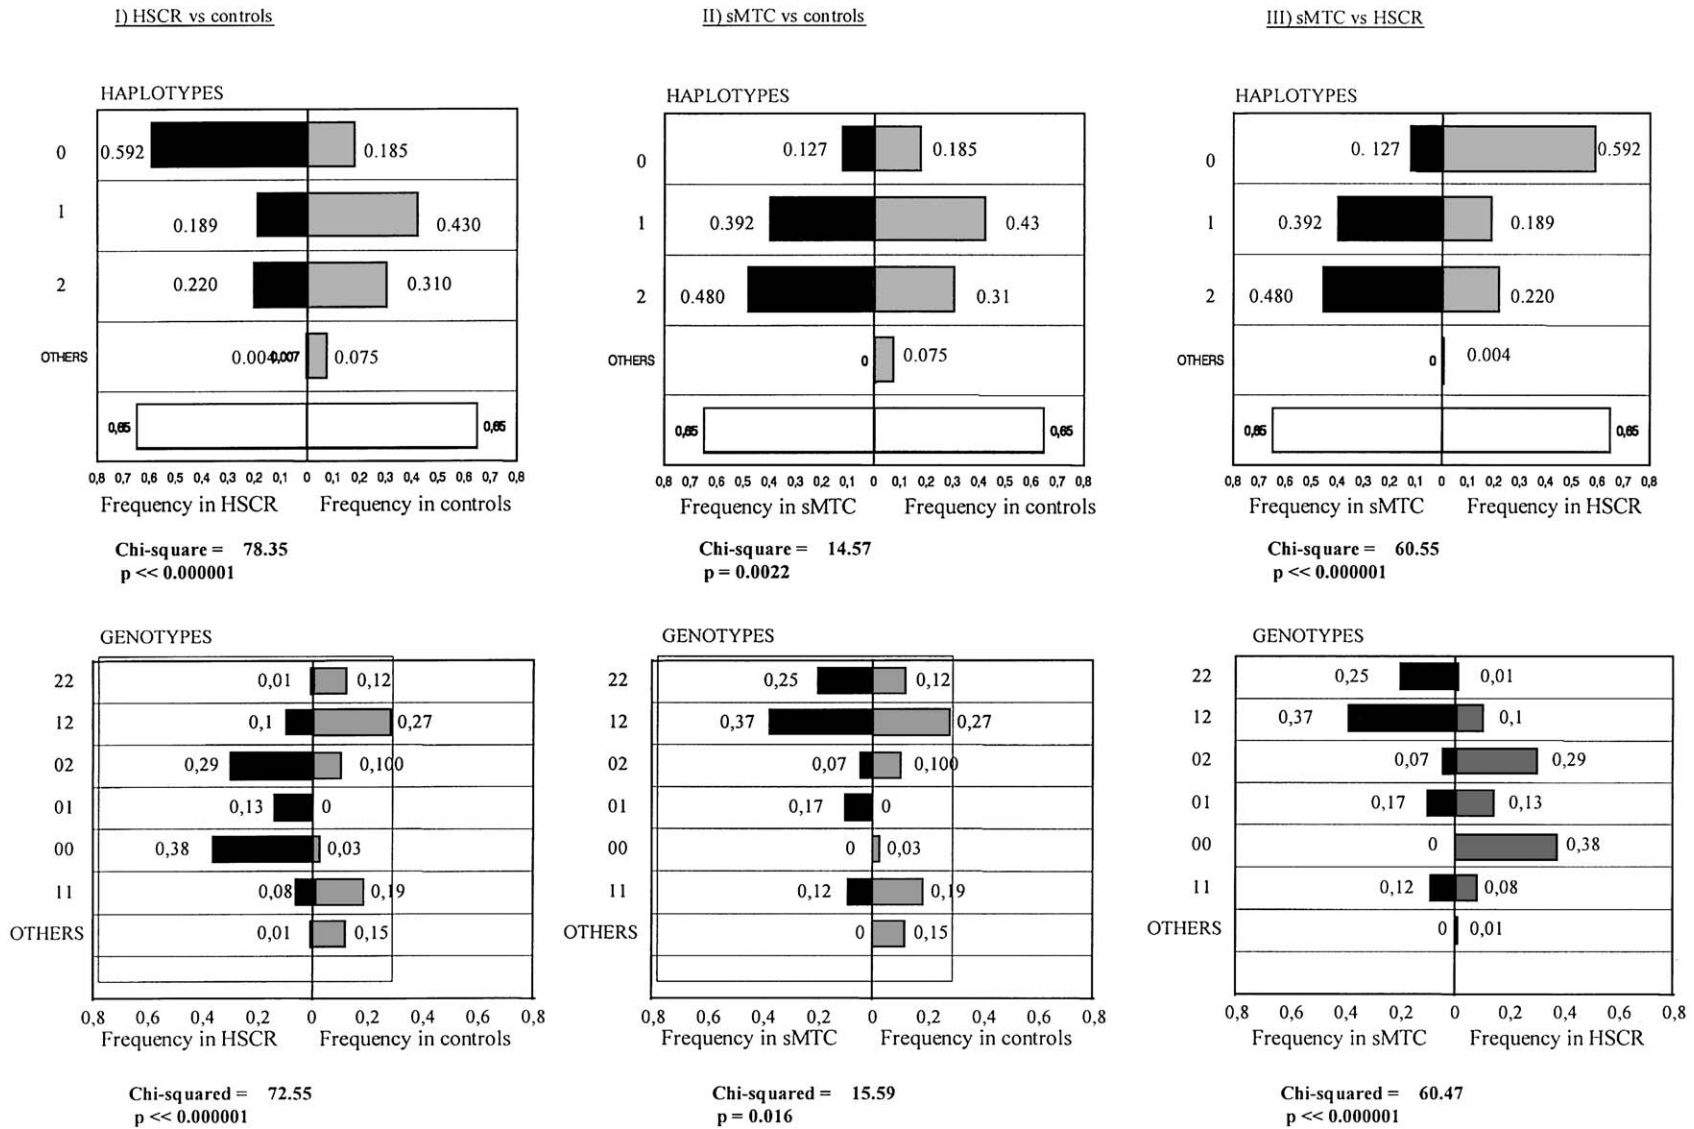 I) HSCR vs controls
II) sMTC vs controls
III) sMTC vs HSCR
HAPLOTYPES
0 0.592 0.185
1 0.189 0.430
2 0.220 0.310
OTHERS 0.004 0,007 0.075
0,65 0,65
0,8 0,7 0,6 0,5 0,4 0,3 0,2 0,1 0 0,1 0,2 0,3 0,4 0,5 0,6 0,7 0,8
Frequency in HSCR Frequency in controls
Chi-square = 78.35
p << 0.000001
HAPLOTYPES
0 0.127 0.185
1 0.392 0.43
2 0.480 0.31
OTHERS 0 0.075
0,65 0,65
0,8 0,7 0,6 0,5 0,4 0,3 0,2 0,1 0 0,1 0,2 0,3 0,4 0,5 0,6 0,7 0,8
Frequency in sMTC Frequency in controls
Chi-square = 14.57
p = 0.0022
HAPLOTYPES
0 0. 127 0.592
1 0.392 0.189
2 0.480 0.220
OTHERS 0 0.004
0,65 0,65
0,8 0,7 0,6 0,5 0,4 0,3 0,2 0,1 0 0,1 0,2 0,3 0,4 0,5 0,6 0,7 0,8
Frequency in sMTC Frequency in HSCR
Chi-square = 60.55
p << 0.000001
GENOTYPES
22 0,01 0,12
12 0,1 0,27
02 0,29 0,100
01 0,13 0
00 0,38 0,03
11 0,08 0,19
OTHERS 0,01 0,15
0,8 0,6 0,4 0,2 0 0,2 0,4 0,6 0,8
Frequency in HSCR Frequency in controls
Chi-squared = 72.55
p << 0.000001
GENOTYPES
22 0,25 0,12
12 0,37 0,27
02 0,07 0,100
01 0,17 0
00 0 0,03
11 0,12 0,19
OTHERS 0 0,15
0,8 0,6 0,4 0,2 0 0,2 0,4 0,6 0,8
Frequency in sMTC Frequency in controls
Chi-squared = 15.59
p = 0.016
GENOTYPES
22 0,25 0,01
12 0,37 0,1
02 0,07 0,29
01 0,17 0,13
00 0 0,38
11 0,12 0,08
OTHERS 0 0,01
0,8 0,6 0,4 0,2 0 0,2 0,4 0,6 0,8
Frequency in sMTC Frequency in HSCR
Chi-squared = 60.47
p << 0.000001